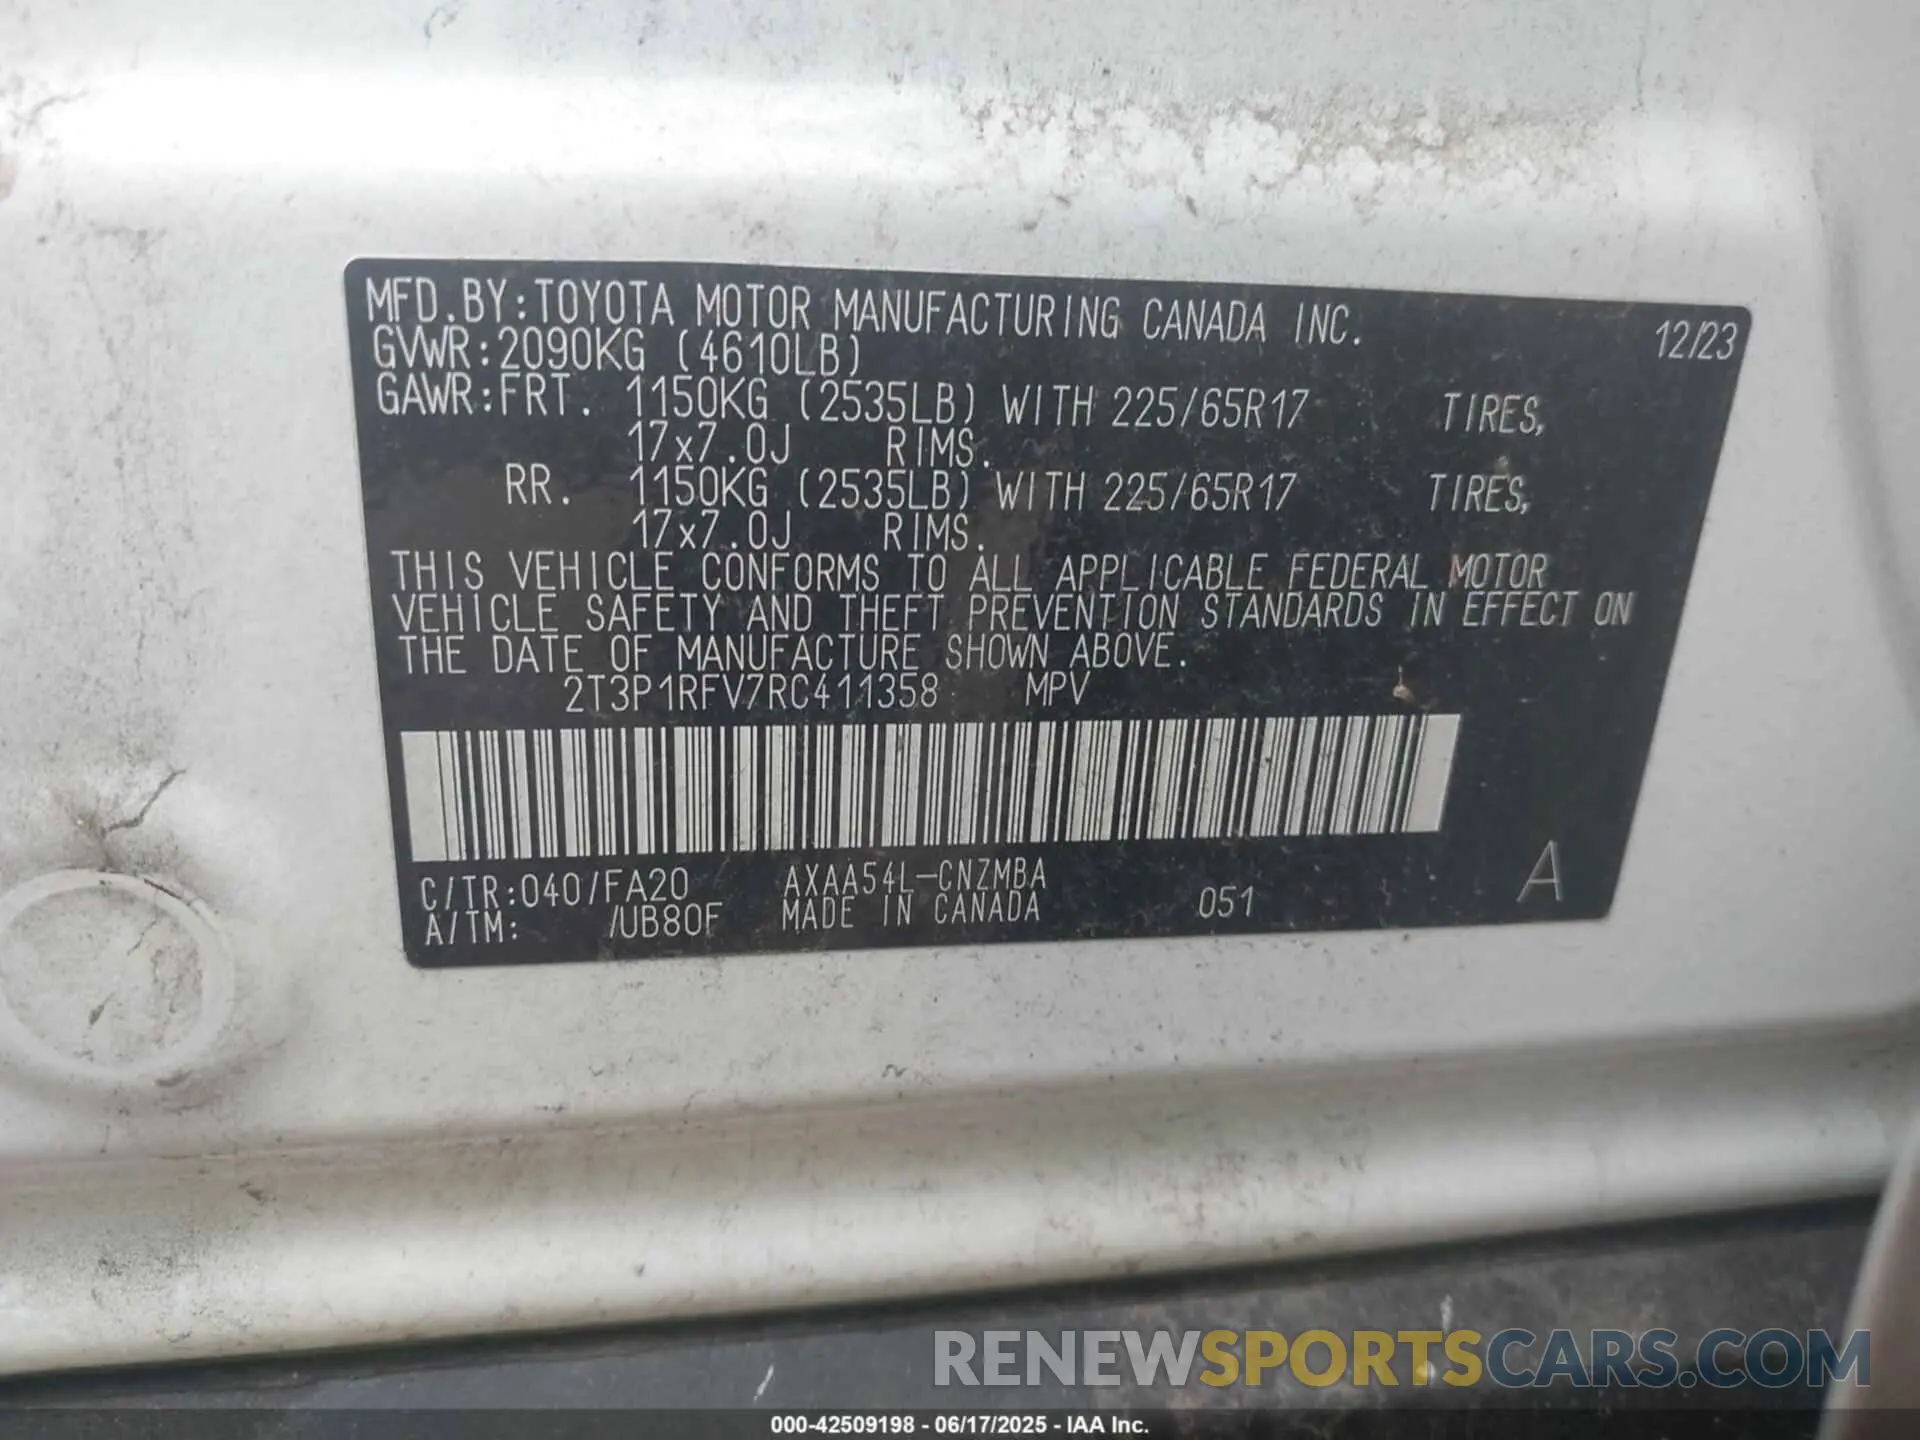 MFD.BY:TOYOTA MOTOR MANUFACTURING CANADA INC. 12/23
GVWR:2090KG (4610LB)
GAWR:FRT. 1150KG (2535LB) WITH 225/65R17 TIRES,
17x7.0J RIMS.
RR. 1150KG (2535LB) WITH 225/65R17 TIRES,
17x7.0J RIMS.
THIS VEHICLE CONFORMS TO ALL APPLICABLE FEDERAL MOTOR
VEHICLE SAFETY AND THEFT PREVENTION STANDARDS IN EFFECT ON
THE DATE OF MANUFACTURE SHOWN ABOVE.
2T3P1RFV7RC411358 MPV
C/TR:040/FA20 AXAA54L-CNZMBA
A/TM: /UB80F MADE IN CANADA 051 A
RENEWSPORTSCARS.COM
000-42509198 - 06/17/2025 - IAA Inc.